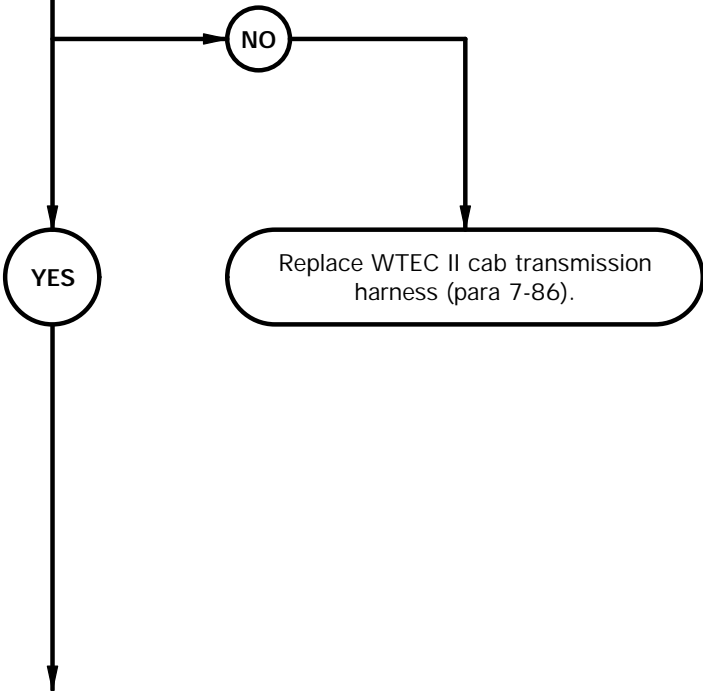 NO
YES
Replace WTEC II cab transmission
harness (para 7-86).